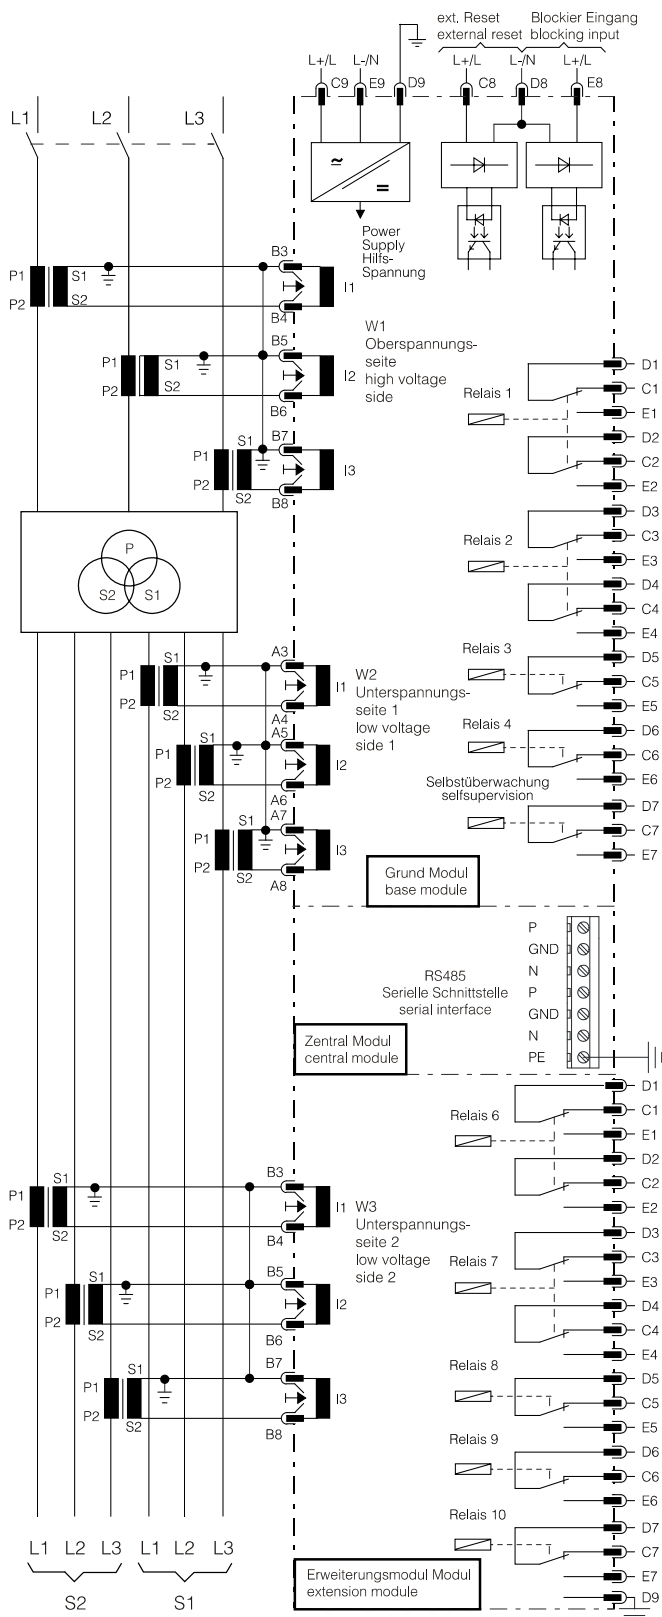 ext. Reset Blockier Eingang
external reset blocking input
L+/L L-/N L+/L L-/N L+/L
C9 E9 D9 C8 D8 E8
L1 L2 L3
≃
=
Power
Supply
Hilfs-
Spannung
P1 S1 B3
P2 S2 B4 I1
W1
Oberspannungs-
seite
high voltage
side
P1 S1 B5
P2 S2 B6 I2
P1 S1 B7
P2 S2 B8 I3
D1
Relais 1 C1
E1
D2
C2
E2
D3
Relais 2 C3
E3
D4
C4
E4
P
S2 S1
P1 S1 A3
P2 S2 A4 I1
W2
Unterspannungs-
seite 1
low voltage
side 1
P1 S1 A5
P2 S2 A6 I2
P1 S1 A7
P2 S2 A8 I3
D5
Relais 3 C5
E5
D6
Relais 4 C6
E6
Selbstüberwachung
selfsupervision
D7
C7
E7
Grund Modul
base module
P
GND
N
P
GND
N
PE
RS485
Serielle Schnittstelle
serial interface
Zentral Modul
central module
D1
Relais 6 C1
E1
D2
C2
E2
P1 S1 B3
P2 S2 B4 I1
W3
Unterspannungs-
seite 2
low voltage
side 2
P1 S1 B5
P2 S2 B6 I2
P1 S1 B7
P2 S2 B8 I3
D3
Relais 7 C3
E3
D4
C4
E4
D5
Relais 8 C5
E5
D6
Relais 9 C6
E6
D7
Relais 10 C7
E7
D9
L1 L2 L3 L1 L2 L3
S2 S1
Erweiterungsmodul Modul
extension module